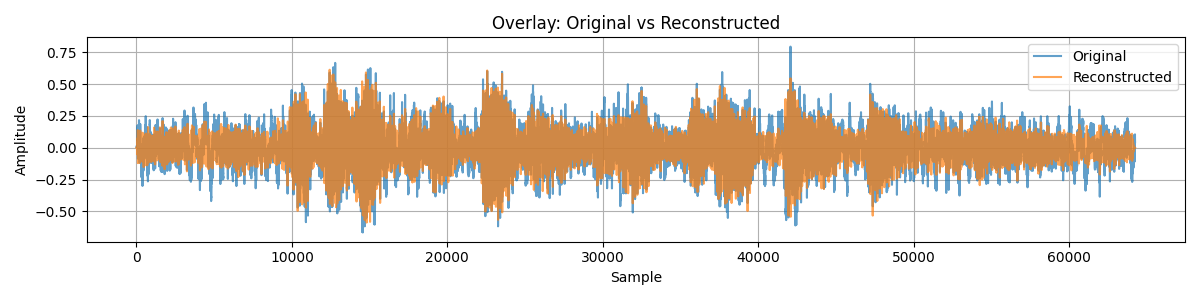 Overlay: Original vs Reconstructed
Original
Reconstructed
Amplitude
0.75
0.50
0.25
0.00
−0.25
−0.50
0 10000 20000 30000 40000 50000 60000
Sample